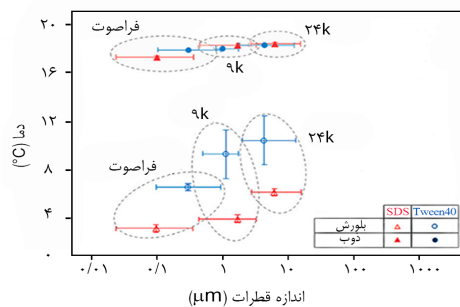 ۲۰
۱۶
۱۲
۸
۴
۰
دما (°C)
فراصوت
۹k
۲۴k
۹k
۲۴k
فراصوت
SDS Tween40
بلورش
ذوب
۰/۰۱ ۰/۱ ۱ ۱۰ ۱۰۰ ۱۰۰۰
اندازه قطرات (μm)